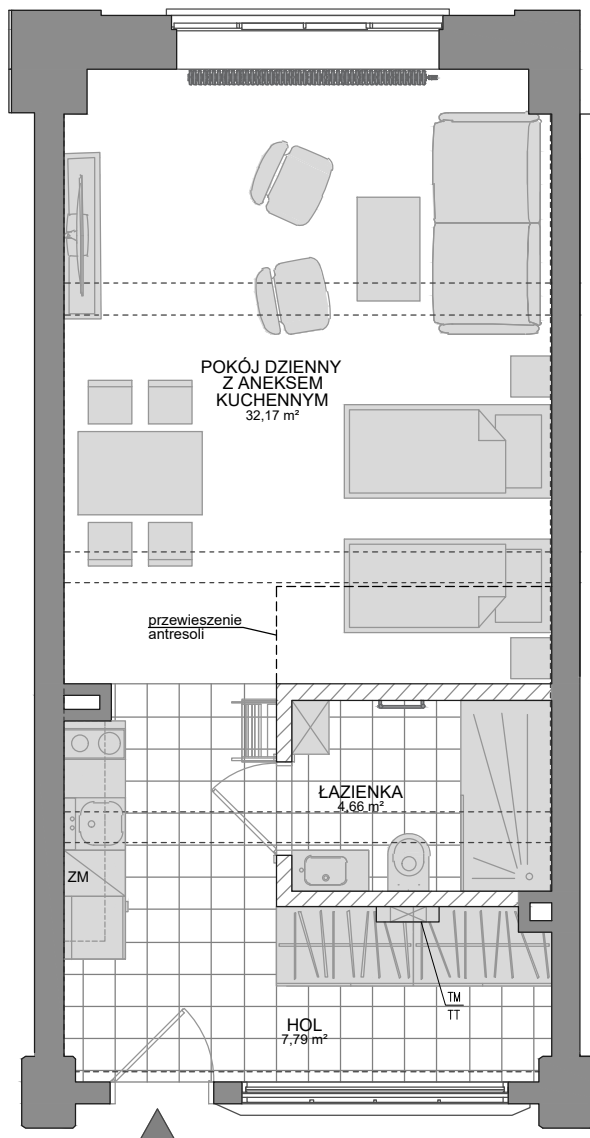 POKÓJ DZIENNY
Z ANEKSEM
KUCHENNYM
32,17 m²
przewieszenie
antresoli
ŁAZIENKA
4,66 m²
ZM
TM
TT
HOL
7,79 m²